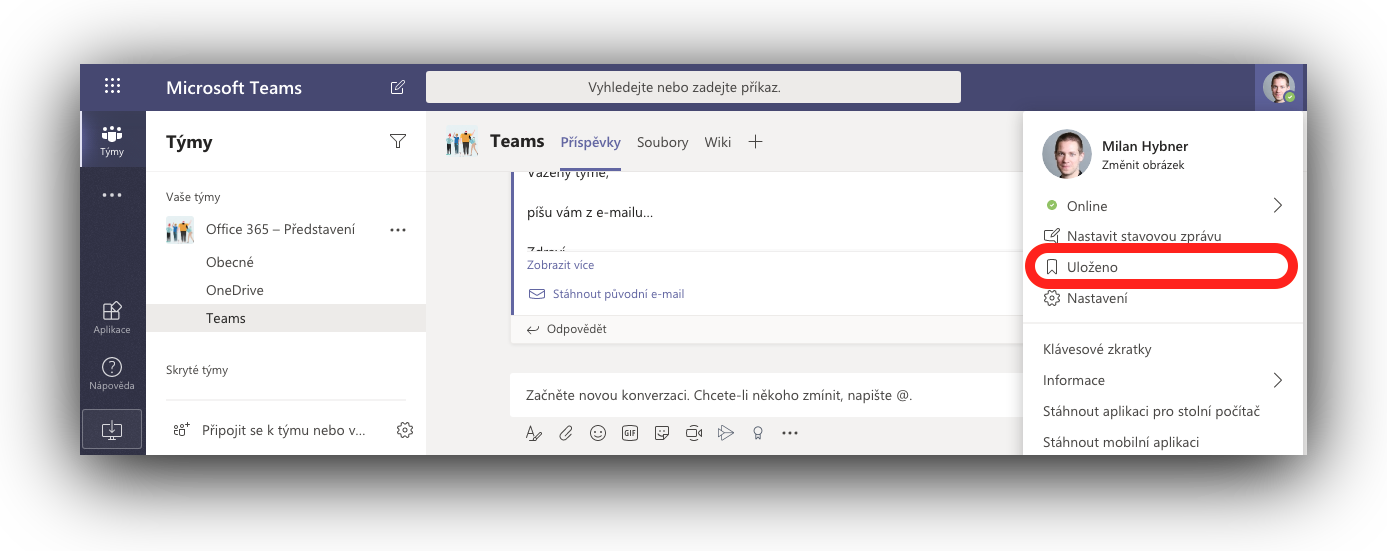 Microsoft Teams
Vyhledejte nebo zadejte příkaz.
Týmy
Aplikace
Nápověda
Týmy
Vaše týmy
Office 365 – Představení
Obecné
OneDrive
Teams
Skryté týmy
Připojit se k týmu nebo v...
Teams
Příspěvky
Soubory
Wiki
Vážený týme,
píšu vám z e-mailu...
Zdraví
Zobrazit více
Stáhnout původní e-mail
Odpovědět
Začněte novou konverzaci. Chcete-li někoho zmínit, napište @.
GIF
Milan Hybner
Změnit obrázek
Online
Nastavit stavovou zprávu
Uloženo
Nastavení
Klávesové zkratky
Informace
Stáhnout aplikaci pro stolní počítač
Stáhnout mobilní aplikaci